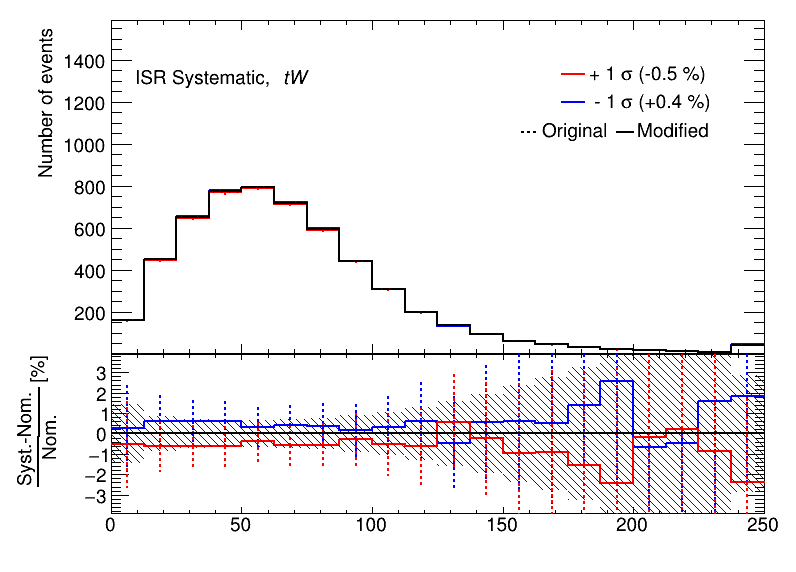 Number of events
1400
1200
1000
800
600
400
200
ISR Systematic, tW
+ 1 σ (-0.5 %)
- 1 σ (+0.4 %)
Original Modified
Syst.-Nom. [%]
Nom.
3
2
1
0
−1
−2
−3
0 50 100 150 200 250